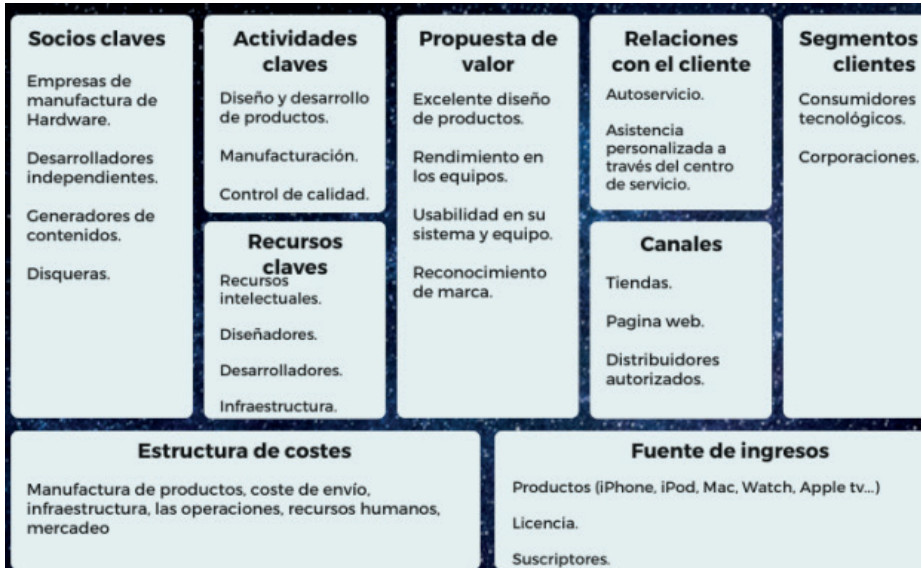 Socios claves
Empresas de
manufactura de
Hardware.
Desarrolladores
independientes.
Generadores de
contenidos.
Disqueras.
Actividades
claves
Diseño y desarrollo
de productos.
Manufacturación.
Control de calidad.
Recursos
claves
Recursos
intelectuales.
Diseñadores.
Desarrolladores.
Infraestructura.
Propuesta de
valor
Excelente diseño
de productos.
Rendimiento en
los equipos.
Usabilidad en su
sistema y equipo.
Reconocimiento
de marca.
Relaciones
con el cliente
Autoservicio.
Asistencia
personalizada a
través del centro
de servicio.
Canales
Tiendas.
Pagina web.
Distribuidores
autorizados.
Segmentos
clientes
Consumidores
tecnológicos.
Corporaciones.
Estructura de costes
Manufactura de productos, coste de envío,
infraestructura, las operaciones, recursos humanos,
mercadeo
Fuente de ingresos
Productos (iPhone, iPod, Mac, Watch, Apple tv...)
Licencia.
Suscriptores.